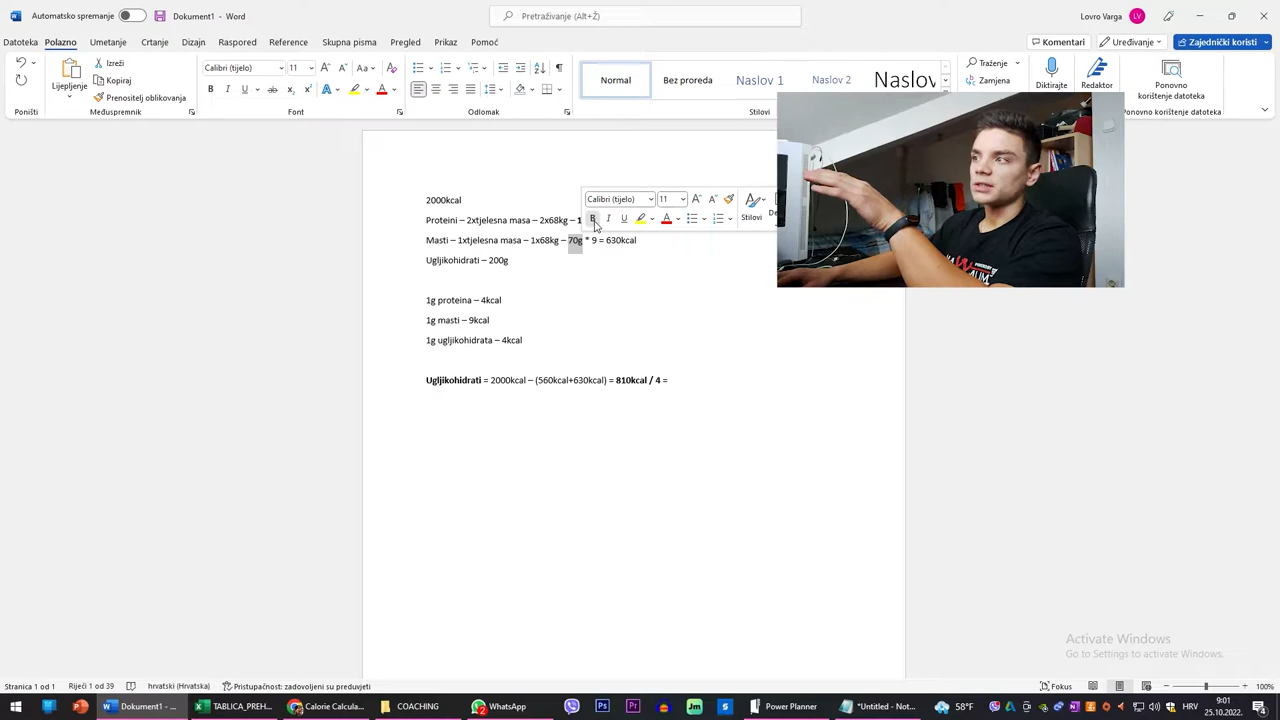 Automatsko spremanje
Dokument1 - Word
Pretraživanje (Alt+Ž)
Lovro Varga
LV
Datoteka Polazno Umetanje Crtanje Dizajn Raspored Reference Skupna pisma Pregled Prikaz Pomoć
Komentari
Uređivanje
Zajednički koristi
Lijepljenje
Izreži
Kopiraj
Prenositelj oblikovanja
Calibri (tijelo) 11
Normal
Bez proreda
Naslov 1
Naslov 2
Naslov
Traženje
Zamjena
Diktirajte
Redaktor
Ponovno
korištenje datoteka
Poništi
Međuspremnik
Font
Odlomak
Stilovi
Ponovno korištenje datoteka
Calibri (tijelo) 11
Stilovi
2000kcal
Proteini – 2xtjelesna masa – 2x68kg – 1
Masti – 1xtjelesna masa – 1x68kg – 70g * 9 = 630kcal
Ugljikohidrati – 200g
1g proteina – 4kcal
1g masti – 9kcal
1g ugljikohidrata – 4kcal
Ugljikohidrati = 2000kcal – (560kcal+630kcal) = 810kcal / 4 =
Activate Windows
Go to Settings to activate Windows.
Stranica 1 od 1
Riječi 1 od 39
hrvatski (Hrvatska)
Pristupačnost: zadovoljeni su preduvjeti
Fokus
100%
Dokument1 - ...
TABLICA_PREH...
Calorie Calcula...
COACHING
WhatsApp
Power Planner
*Untitled - Not...
58°F
HRV
9:01
25.10.2022.